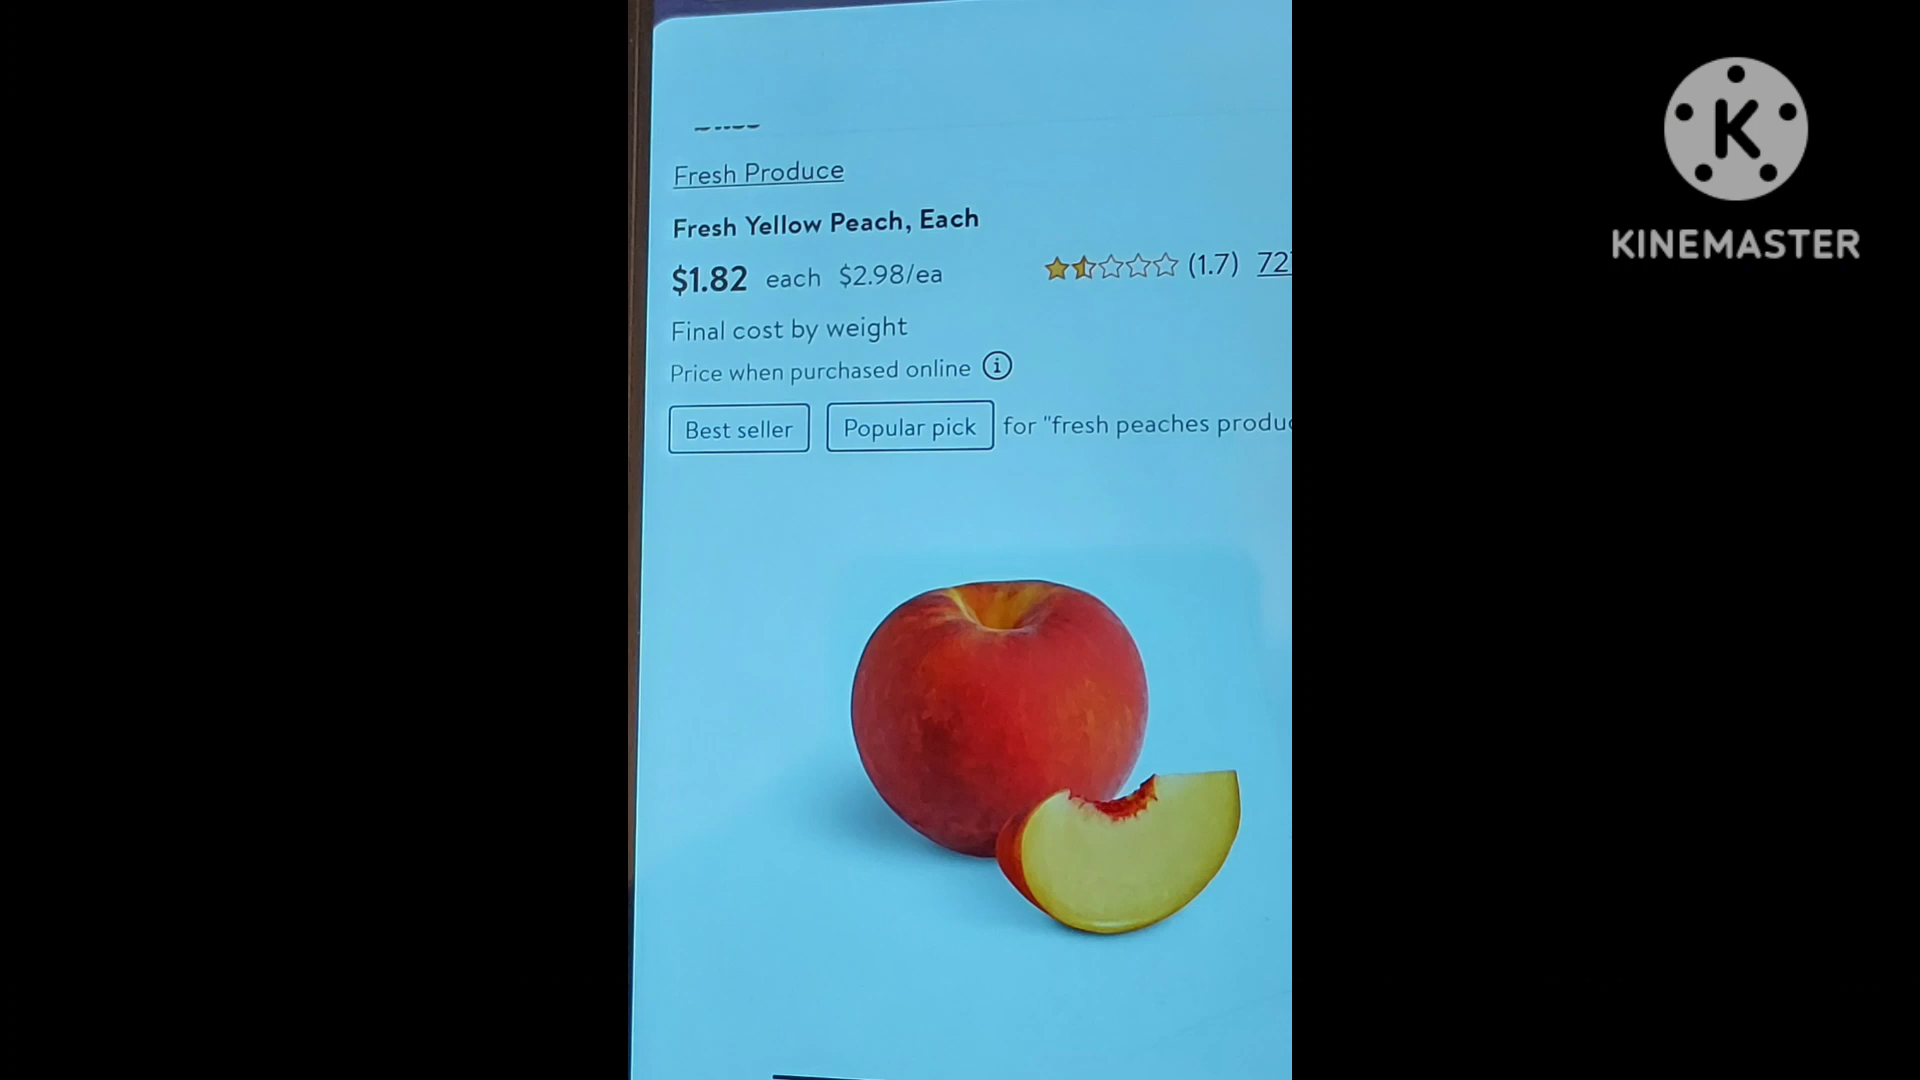 Fresh Produce
Fresh Yellow Peach, Each
$1.82 each $2.98/ea
(1.7)
Final cost by weight
Price when purchased online
Best seller Popular pick for "fresh peaches
K
KINEMASTER